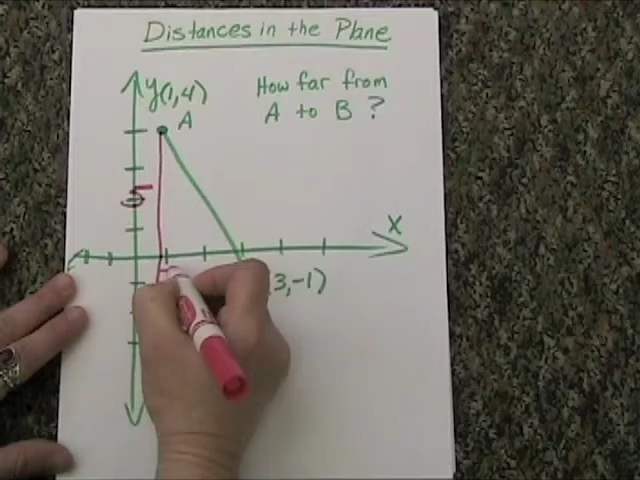 Distances in the Plane
y (1,4)
How far from
A
A to B ?
5
x
3,-1)